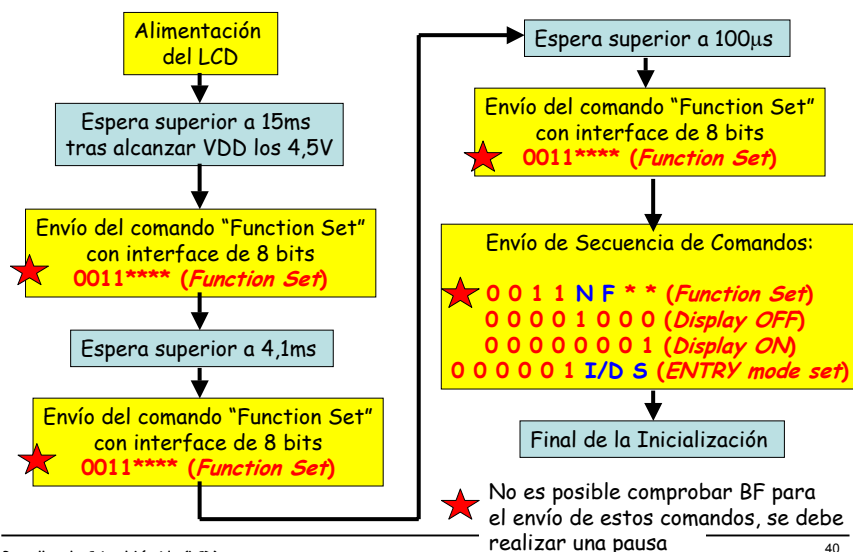 Alimentación
del LCD
Espera superior a 15ms
tras alcanzar VDD los 4,5V
Envío del comando “Function Set”
con interface de 8 bits
0011**** (Function Set)
Espera superior a 4,1ms
Envío del comando “Function Set”
con interface de 8 bits
0011**** (Function Set)
Espera superior a 100μs
Envío del comando “Function Set”
con interface de 8 bits
0011**** (Function Set)
Envío de Secuencia de Comandos:
0 0 1 1 N F * * (Function Set)
0 0 0 0 1 0 0 0 (Display OFF)
0 0 0 0 0 0 0 1 (Display ON)
0 0 0 0 0 1 I/D S (ENTRY mode set)
Final de la Inicialización
No es posible comprobar BF para
el envío de estos comandos, se debe
realizar una pausa
40